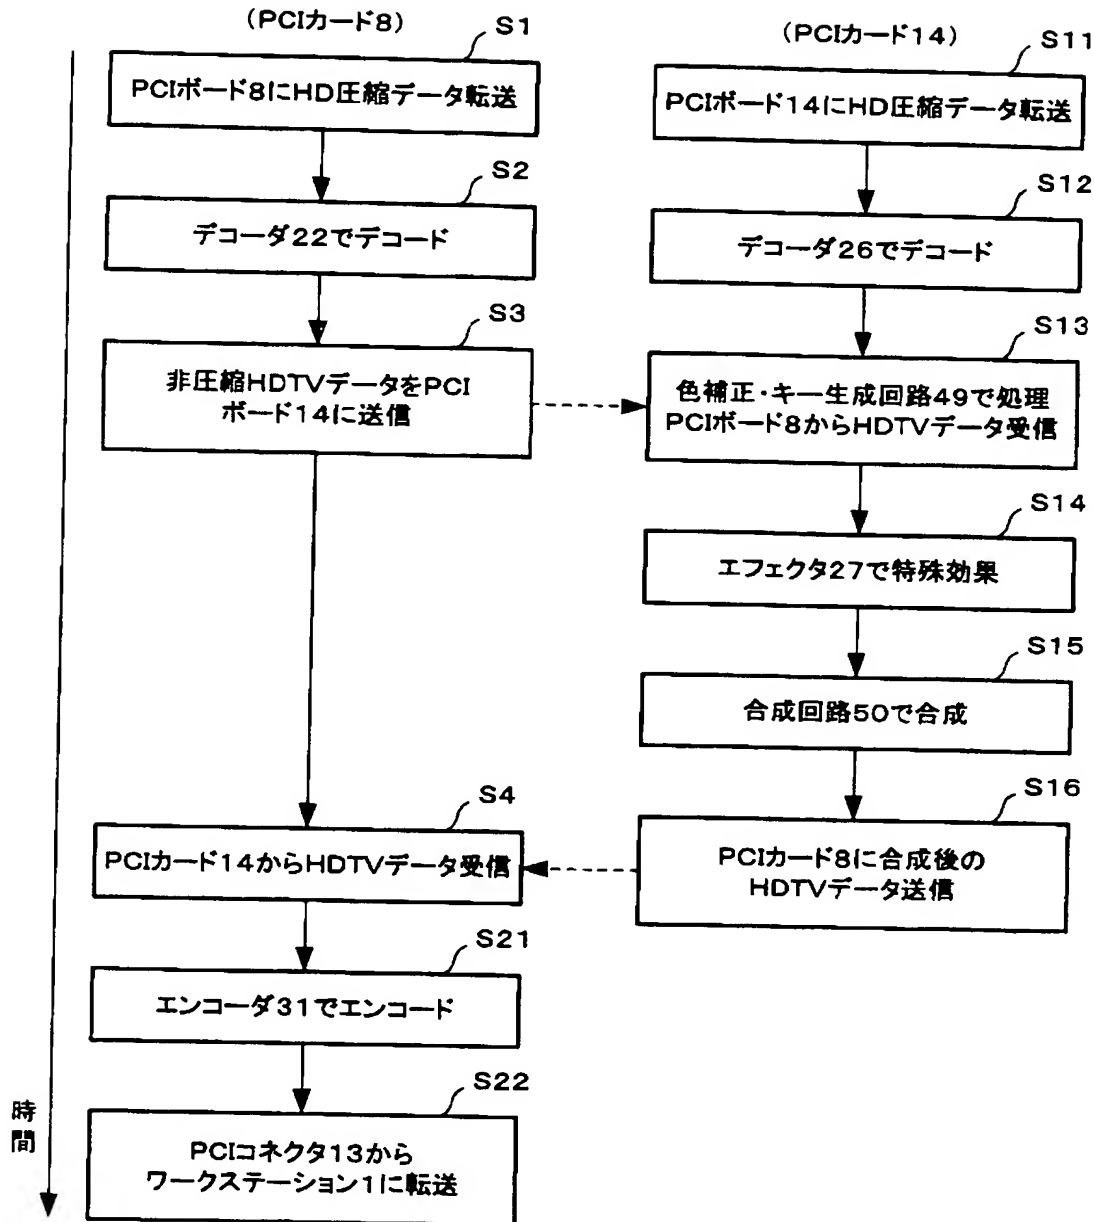 (PCIカード8)
S1
PCIボード8にHD圧縮データ転送
S2
デコーダ22でデコード
S3
非圧縮HDTVデータをPCI
ボード14に送信
S4
PCIカード14からHDTVデータ受信
S21
エンコーダ31でエンコード
S22
PCIコネクタ13から
ワークステーション1に転送
(PCIカード14)
S11
PCIボード14にHD圧縮データ転送
S12
デコーダ26でデコード
S13
色補正・キー生成回路49で処理
PCIボード8からHDTVデータ受信
S14
エフェクタ27で特殊効果
S15
合成回路50で合成
S16
PCIカード8に合成後の
HDTVデータ送信
時間